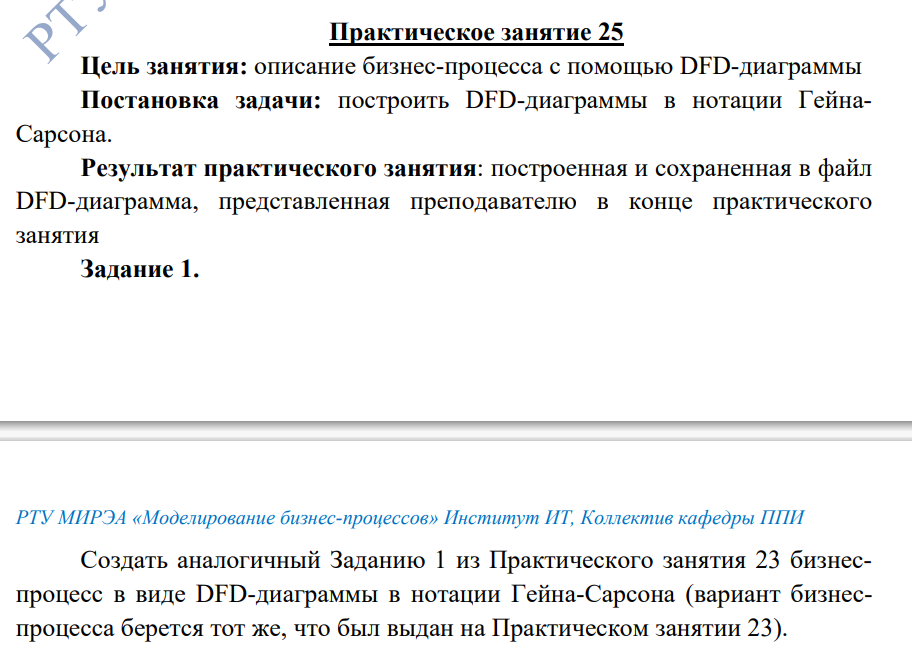 РТУ
Практическое занятие 25
Цель занятия: описание бизнес-процесса с помощью DFD-диаграммы
Постановка задачи: построить DFD-диаграммы в нотации Гейна-
Сарсона.
Результат практического занятия: построенная и сохраненная в файл
DFD-диаграмма, представленная преподавателю в конце практического
занятия
Задание 1.
РТУ МИРЭА «Моделирование бизнес-процессов» Институт ИТ, Коллектив кафедры ППИ
Создать аналогичный Заданию 1 из Практического занятия 23 бизнес-
процесс в виде DFD-диаграммы в нотации Гейна-Сарсона (вариант бизнес-
процесса берется тот же, что был выдан на Практическом занятии 23).